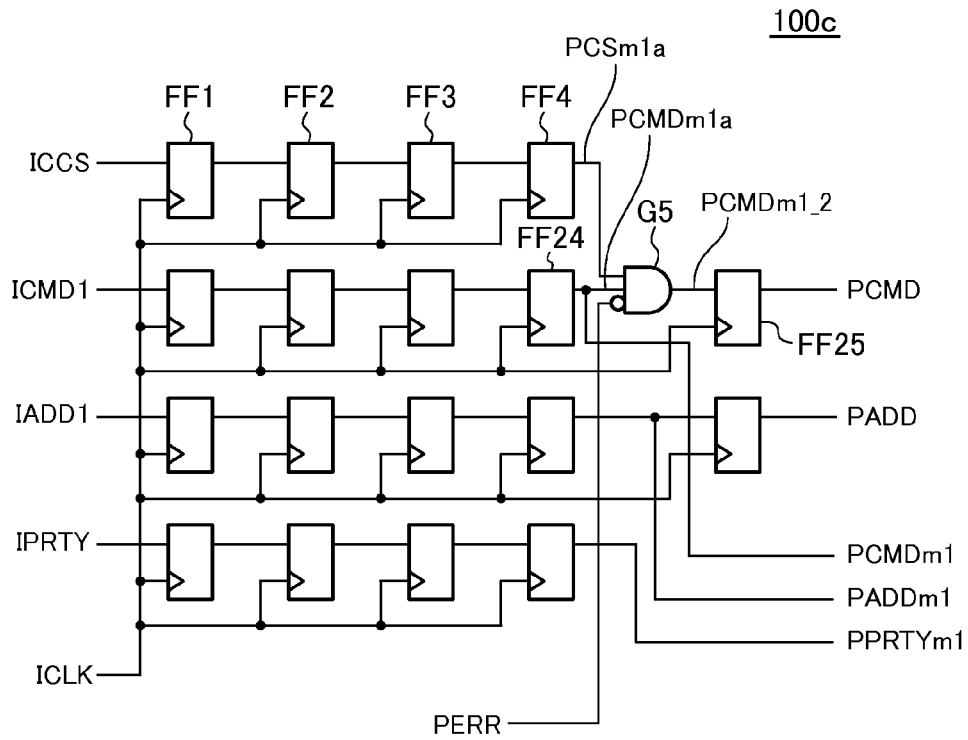 100c
PCSm1a
FF1
FF2
FF3
FF4
PCMDm1a
ICCS
FF24
G5
PCMDm1_2
ICMD1
PCMD
FF25
IADD1
PADD
IPRTY
PCMDm1
PADDm1
PPRTYm1
ICLK
PERR